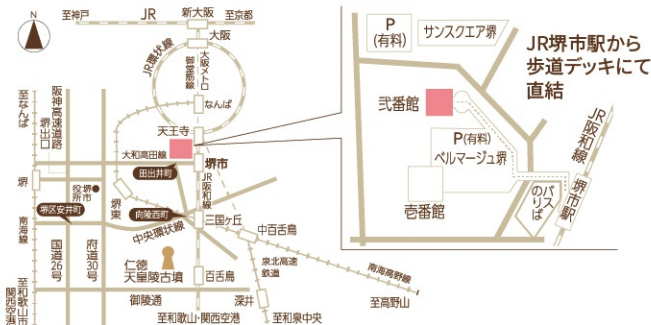 N
至神戸
JR
新大阪
至京都
大阪
JR環状線
大阪メトロ
御堂筋線
なんば
天王寺
大和高田線
堺市
田出井町
JR阪和線
至なんば
阪神高速道路
堺出口
堺
堺市
役所
堺東
堺区安井町
向陵西町
三国ヶ丘
中央環状線
中百舌鳥
南海線
国道26号
府道30号
仁徳
天皇陵古墳
百舌鳥
泉北高速
鉄道
南海高野線
至高野山
御陵通
深井
至和歌山市
関西空港
至和歌山・関西空港
至和泉中央
P
(有料)
サンスクエア堺
JR堺市駅から
歩道デッキにて
直結
弐番館
P(有料)
ベルマージュ堺
壱番館
バス
のりば
JR阪和線
堺市駅